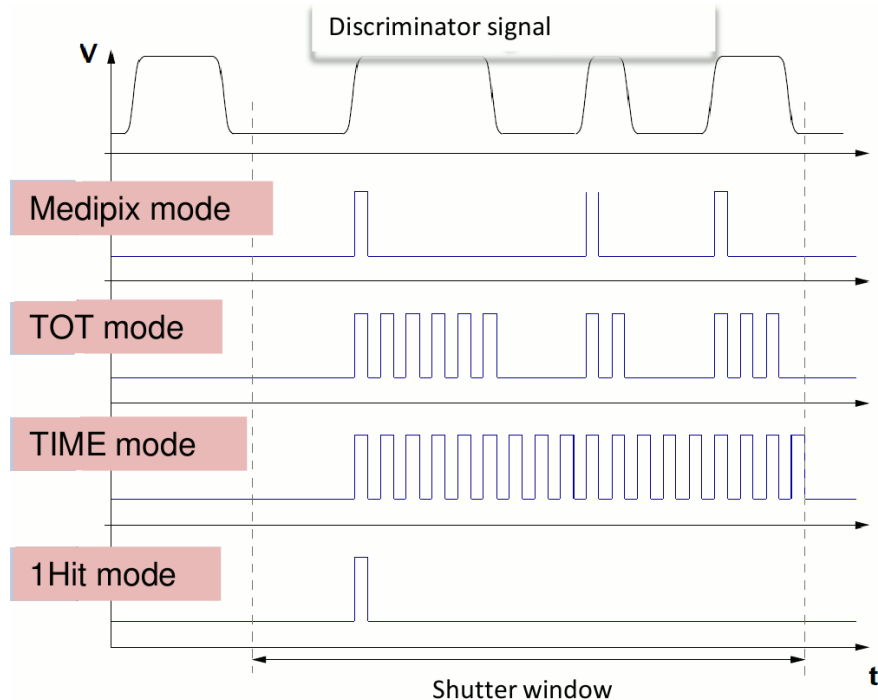 Discriminator signal
V
Medipix mode
TOT mode
TIME mode
1Hit mode
t
Shutter window